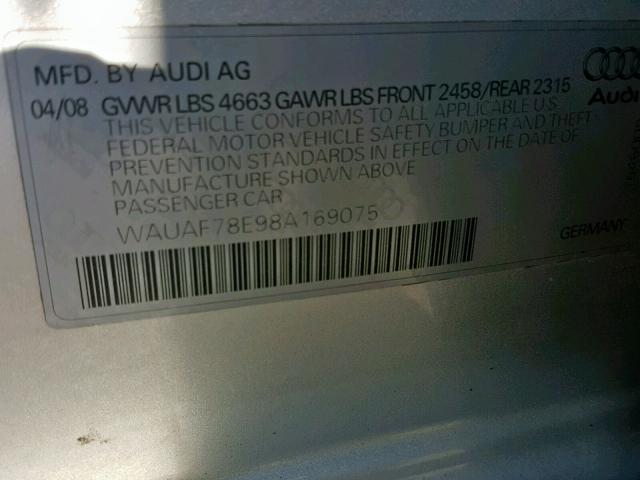 MFD. BY AUDI AG
04/08 GVWR LBS 4663 GAWR LBS FRONT 2458/REAR 2315
THIS VEHICLE CONFORMS TO ALL APPLICABLE U.S.
FEDERAL MOTOR VEHICLE SAFETY BUMPER AND THEFT-
PREVENTION STANDARDS IN EFFECT ON THE DATE OF
MANUFACTURE SHOWN ABOVE
PASSENGER CAR
WAUAF78E98A169075
Audi
GERMANY